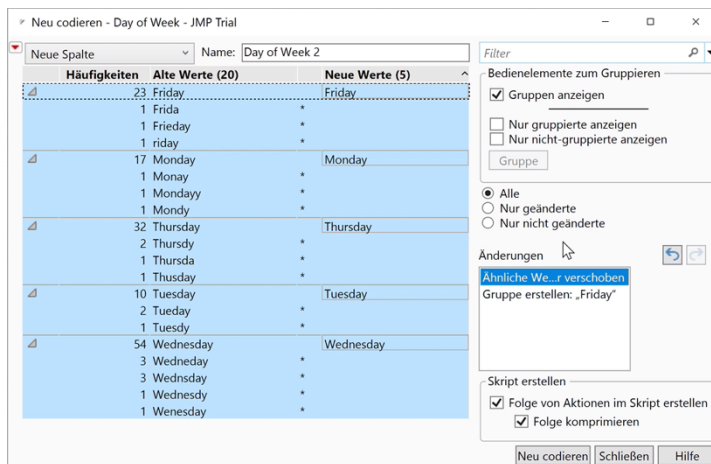 Neu codieren - Day of Week - JMP Trial
Neue Spalte Name: Day of Week 2
Häufigkeiten Alte Werte (20) Neue Werte (5)
23 Friday Friday
1 Frida *
1 Frieday *
1 riday *
17 Monday Monday
1 Monay *
1 Mondayy *
1 Mondy *
32 Thursday Thursday
2 Thursdy *
1 Thursda *
1 Thusday *
10 Tuesday Tuesday
2 Tueday *
1 Tuesdy *
54 Wednesday Wednesday
3 Wedneday *
3 Wednsday *
1 Wednesdy *
1 Wenesday *
Filter
Bedienelemente zum Gruppieren
Gruppen anzeigen
Nur gruppierte anzeigen
Nur nicht-gruppierte anzeigen
Gruppe
Alle
Nur geänderte
Nur nicht geänderte
Änderungen
Ähnliche We...r verschoben
Gruppe erstellen: „Friday“
Skript erstellen
Folge von Aktionen im Skript erstellen
Folge komprimieren
Neu codieren Schließen Hilfe